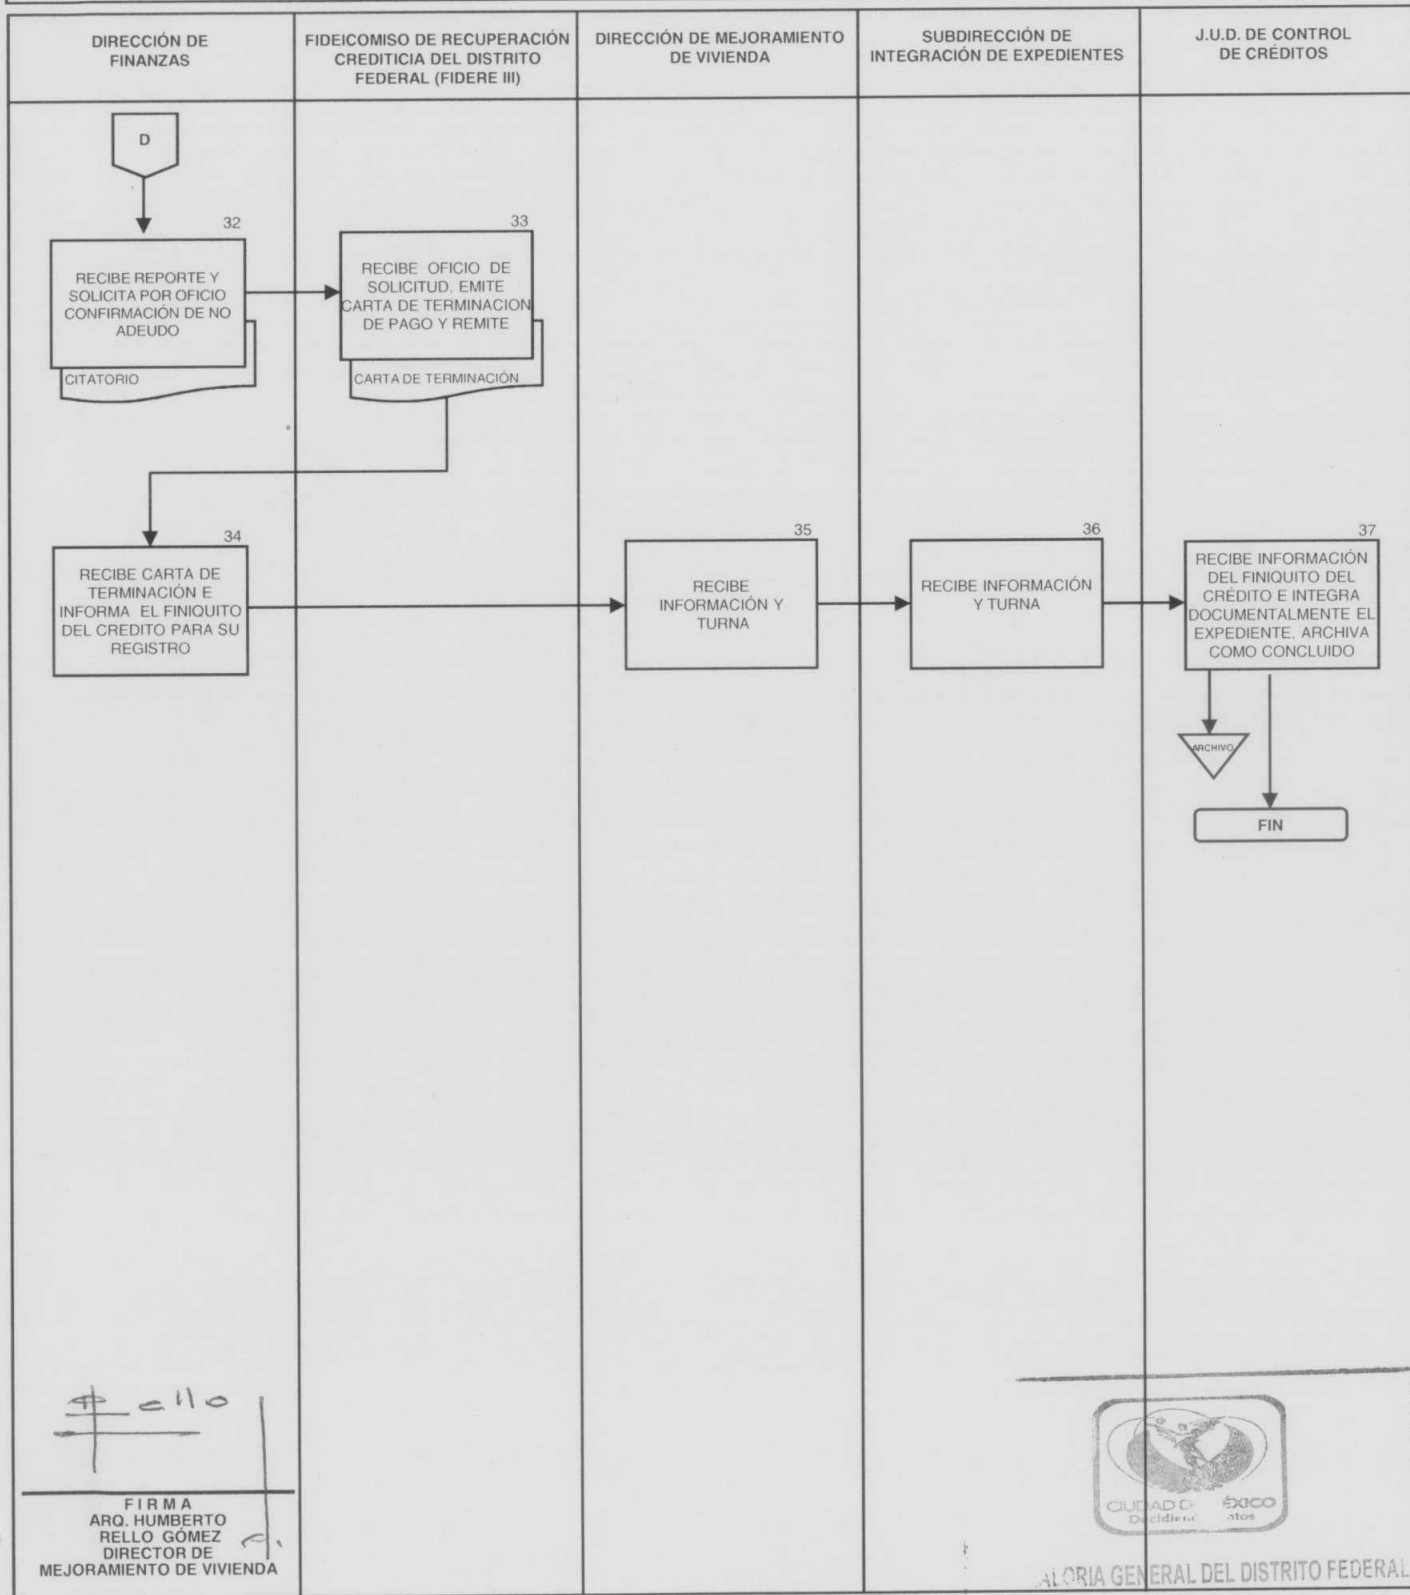 DIRECCIÓN DE
FINANZAS
FIDEICOMISO DE RECUPERACIÓN
CREDITICIA DEL DISTRITO
FEDERAL (FIDERE III)
DIRECCIÓN DE MEJORAMIENTO
DE VIVIENDA
SUBDIRECCIÓN DE
INTEGRACIÓN DE EXPEDIENTES
J.U.D. DE CONTROL
DE CRÉDITOS
D
32
RECIBE REPORTE Y
SOLICITA POR OFICIO
CONFIRMACIÓN DE NO
ADEUDO
CITATORIO
33
RECIBE OFICIO DE
SOLICITUD, EMITE
CARTA DE TERMINACION
DE PAGO Y REMITE
CARTA DE TERMINACIÓN
34
RECIBE CARTA DE
TERMINACIÓN E
INFORMA EL FINIQUITO
DEL CREDITO PARA SU
REGISTRO
35
RECIBE
INFORMACIÓN Y
TURNA
36
RECIBE INFORMACIÓN
Y TURNA
37
RECIBE INFORMACIÓN
DEL FINIQUITO DEL
CRÉDITO E INTEGRA
DOCUMENTALMENTE EL
EXPEDIENTE, ARCHIVA
COMO CONCLUIDO
ARCHIVO
FIN
FIRMA
ARQ. HUMBERTO
RELLO GÓMEZ
DIRECTOR DE
MEJORAMIENTO DE VIVIENDA
CIUDAD D ÉXICO
ALORIA GENERAL DEL DISTRITO FEDERAL